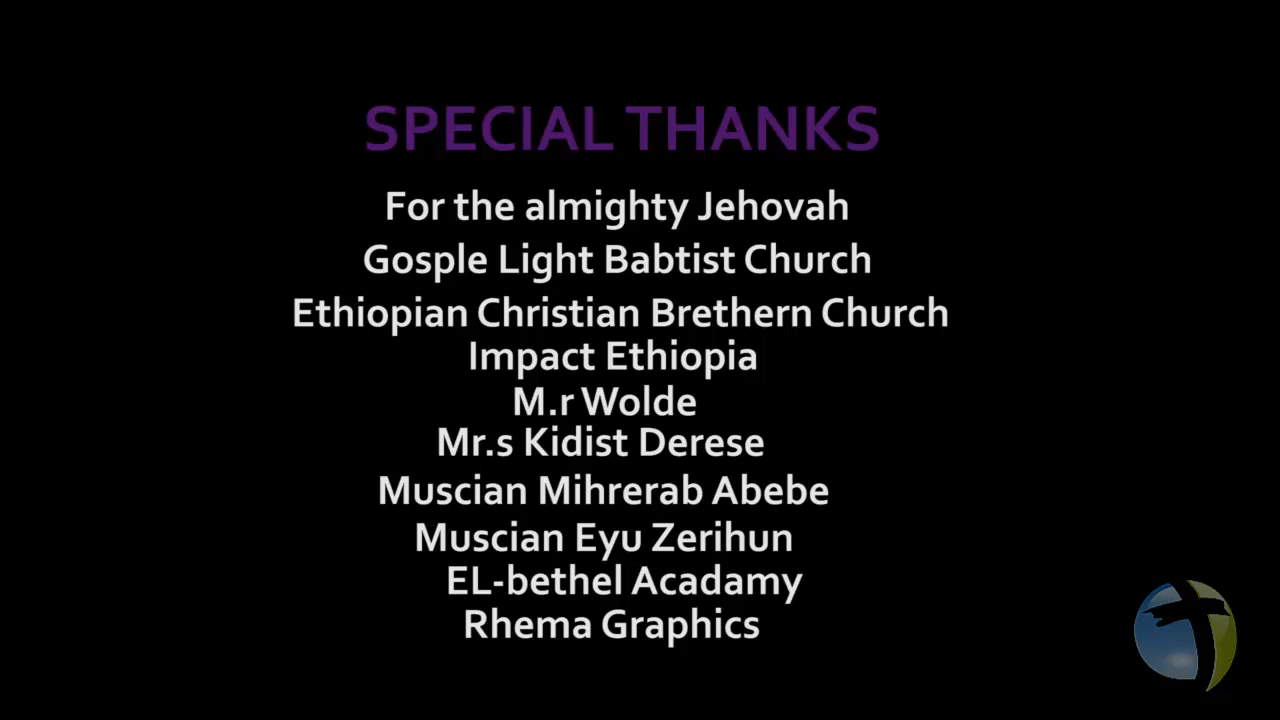 SPECIAL THANKS
For the almighty Jehovah
Gosple Light Babtist Church
Ethiopian Christian Brethern Church
Impact Ethiopia
M.r Wolde
Mr.s Kidist Derese
Muscian Mihrerab Abebe
Muscian Eyu Zerihun
EL-bethel Acadamy
Rhema Graphics